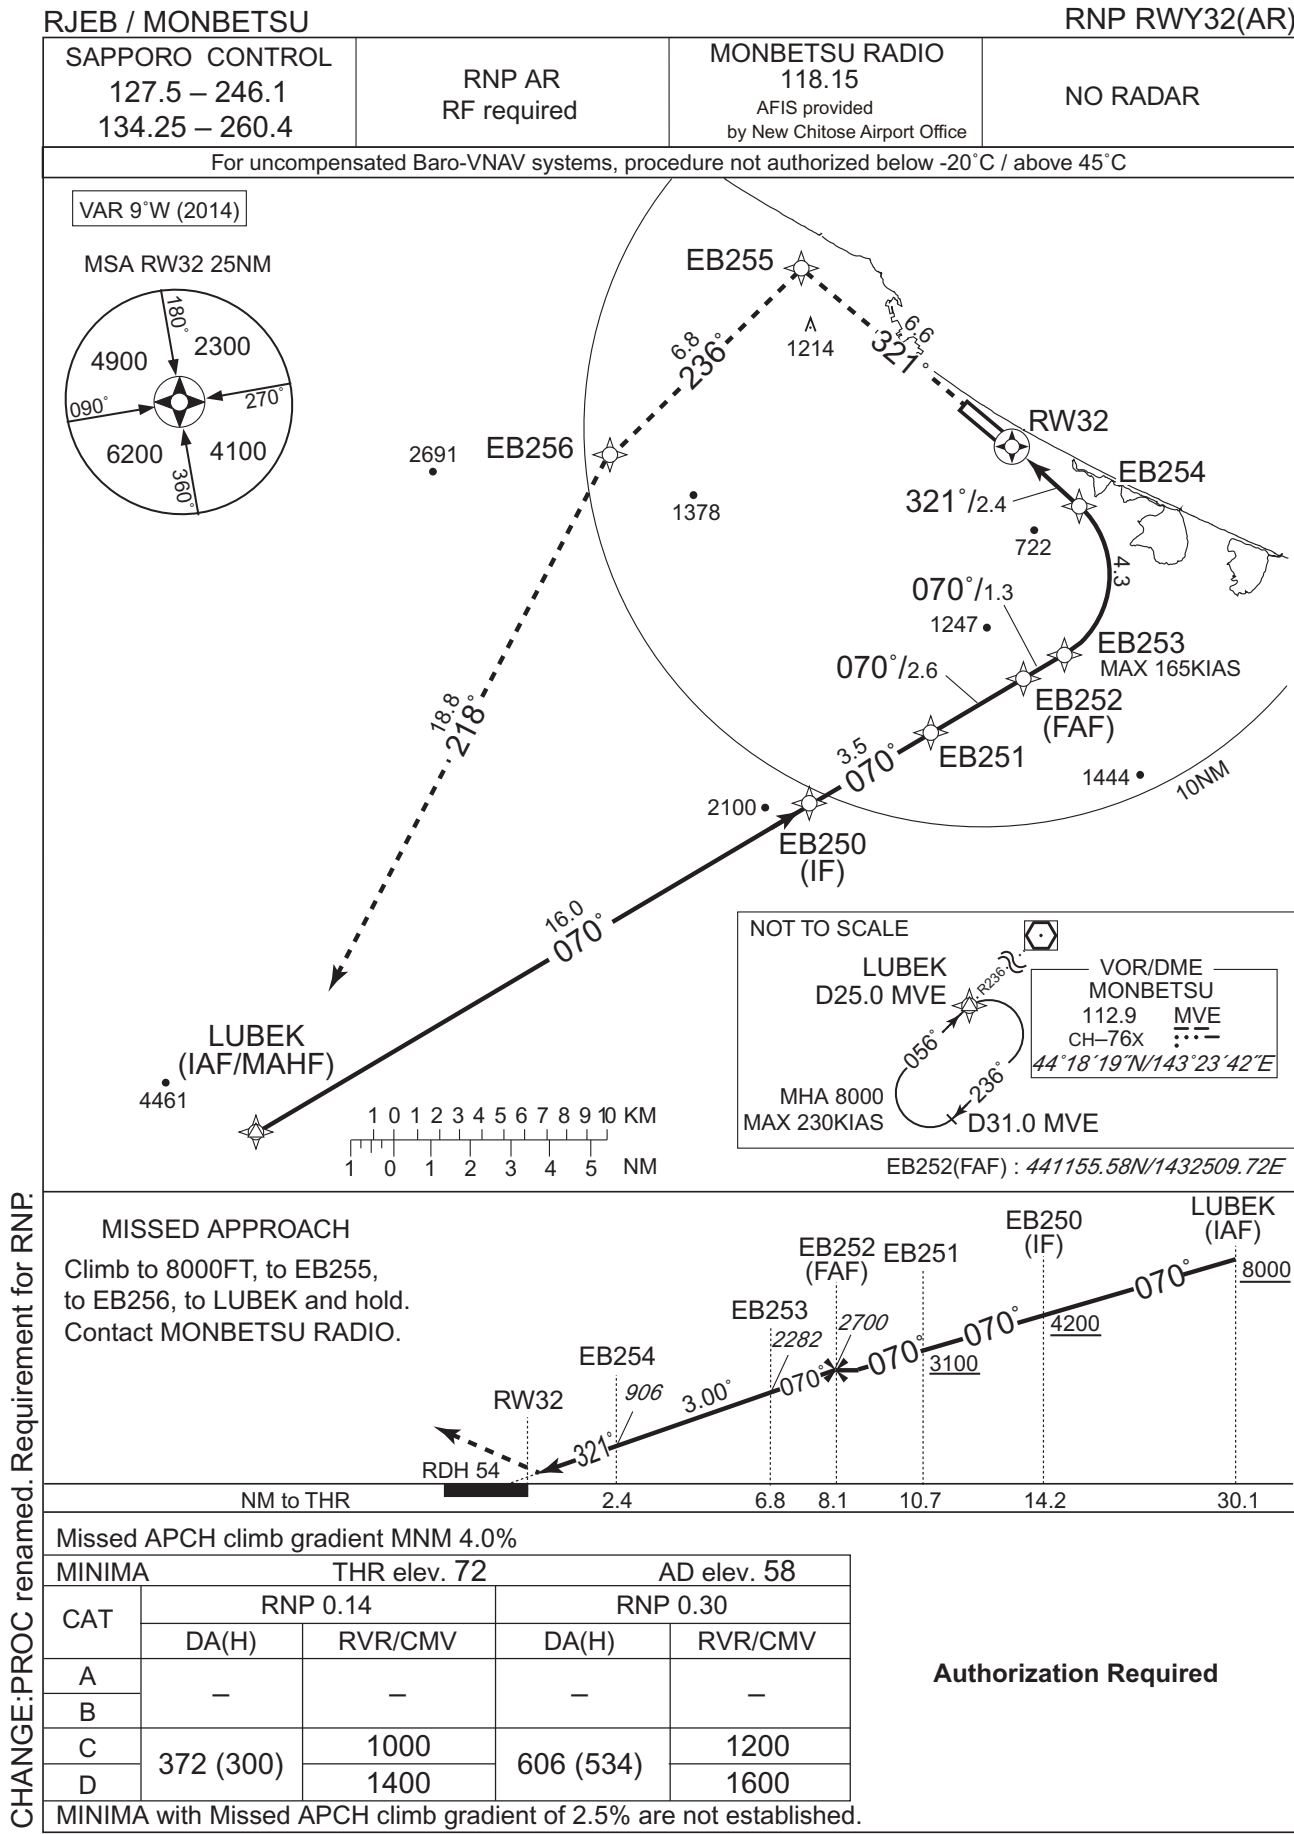 RJEB / MONBETSU
RNP RWY32(AR)
SAPPORO CONTROL
127.5 – 246.1
134.25 – 260.4
RNP AR
RF required
MONBETSU RADIO
118.15
AFIS provided
by New Chitose Airport Office
NO RADAR
For uncompensated Baro-VNAV systems, procedure not authorized below -20˚C / above 45˚C
VAR 9˚W (2014)
MSA RW32 25NM
180˚
4900
2300
090˚
270˚
6200
4100
360˚
EB255
1214
6.6
321˚
6.8
236˚
RW32
EB256
2691
1378
EB254
321˚/2.4
722
4.3
070˚/1.3
1247
EB253
MAX 165KIAS
070˚/2.6
EB252
(FAF)
EB251
3.5
070˚
1444
10NM
18.8
218˚
2100
EB250
(IF)
16.0
070˚
LUBEK
(IAF/MAHF)
4461
1 0 1 2 3 4 5 6 7 8 9 10 KM
1 0 1 2 3 4 5 NM
NOT TO SCALE
LUBEK
D25.0 MVE
R236
056˚
236˚
MHA 8000
MAX 230KIAS
D31.0 MVE
VOR/DME
MONBETSU
112.9 MVE
CH–76X
44˚18´19˝N/143˚23´42˝E
EB252(FAF) : 441155.58N/1432509.72E
MISSED APPROACH
Climb to 8000FT, to EB255,
to EB256, to LUBEK and hold.
Contact MONBETSU RADIO.
LUBEK
(IAF)
8000
EB250
(IF)
4200
EB251
3100
EB252
(FAF)
2700
EB253
2282
EB254
906
RW32
070˚
070˚
070˚
070˚
3.00˚
321˚
RDH 54
NM to THR
2.4 6.8 8.1 10.7 14.2 30.1
Missed APCH climb gradient MNM 4.0%
MINIMA THR elev. 72 AD elev. 58
CAT RNP 0.14 RNP 0.30
DA(H) RVR/CMV DA(H) RVR/CMV
A – – – –
B
C 372 (300) 1000 606 (534) 1200
D 1400 1600
MINIMA with Missed APCH climb gradient of 2.5% are not established.
Authorization Required
CHANGE:PROC renamed. Requirement for RNP.